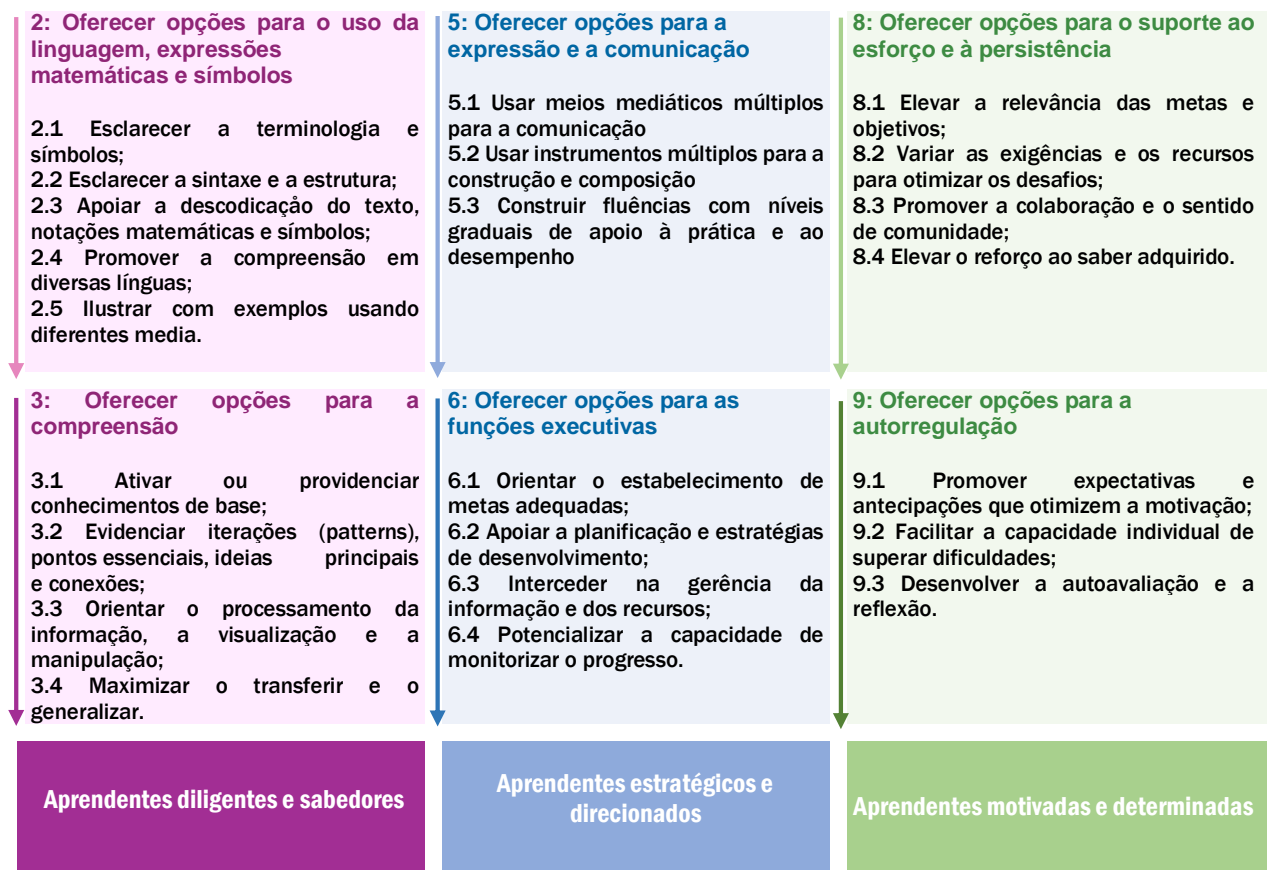 2: Oferecer opções para o uso da
linguagem, expressões
matemáticas e símbolos
2.1 Esclarecer a terminologia e
símbolos;
2.2 Esclarecer a sintaxe e a estrutura;
2.3 Apoiar a descodicação do texto,
notações matemáticas e símbolos;
2.4 Promover a compreensão em
diversas línguas;
2.5 Ilustrar com exemplos usando
diferentes media.
3: Oferecer opções para a
compreensão
3.1 Ativar ou providenciar
conhecimentos de base;
3.2 Evidenciar iterações (patterns),
pontos essenciais, ideias principais
e conexões;
3.3 Orientar o processamento da
informação, a visualização e a
manipulação;
3.4 Maximizar o transferir e o
generalizar.
Aprendentes diligentes e sabedores
5: Oferecer opções para a
expressão e a comunicação
5.1 Usar meios mediáticos múltiplos
para a comunicação
5.2 Usar instrumentos múltiplos para a
construção e composição
5.3 Construir fluências com níveis
graduais de apoio à prática e ao
desempenho
6: Oferecer opções para as
funções executivas
6.1 Orientar o estabelecimento de
metas adequadas;
6.2 Apoiar a planificação e estratégias
de desenvolvimento;
6.3 Interceder na gerência da
informação e dos recursos;
6.4 Potencializar a capacidade de
monitorizar o progresso.
Aprendentes estratégicos e
direcionados
8: Oferecer opções para o suporte ao
esforço e à persistência
8.1 Elevar a relevância das metas e
objetivos;
8.2 Variar as exigências e os recursos
para otimizar os desafios;
8.3 Promover a colaboração e o sentido
de comunidade;
8.4 Elevar o reforço ao saber adquirido.
9: Oferecer opções para a
autorregulação
9.1 Promover expectativas e
antecipações que otimizem a motivação;
9.2 Facilitar a capacidade individual de
superar dificuldades;
9.3 Desenvolver a autoavaliação e a
reflexão.
Aprendentes motivadas e determinadas